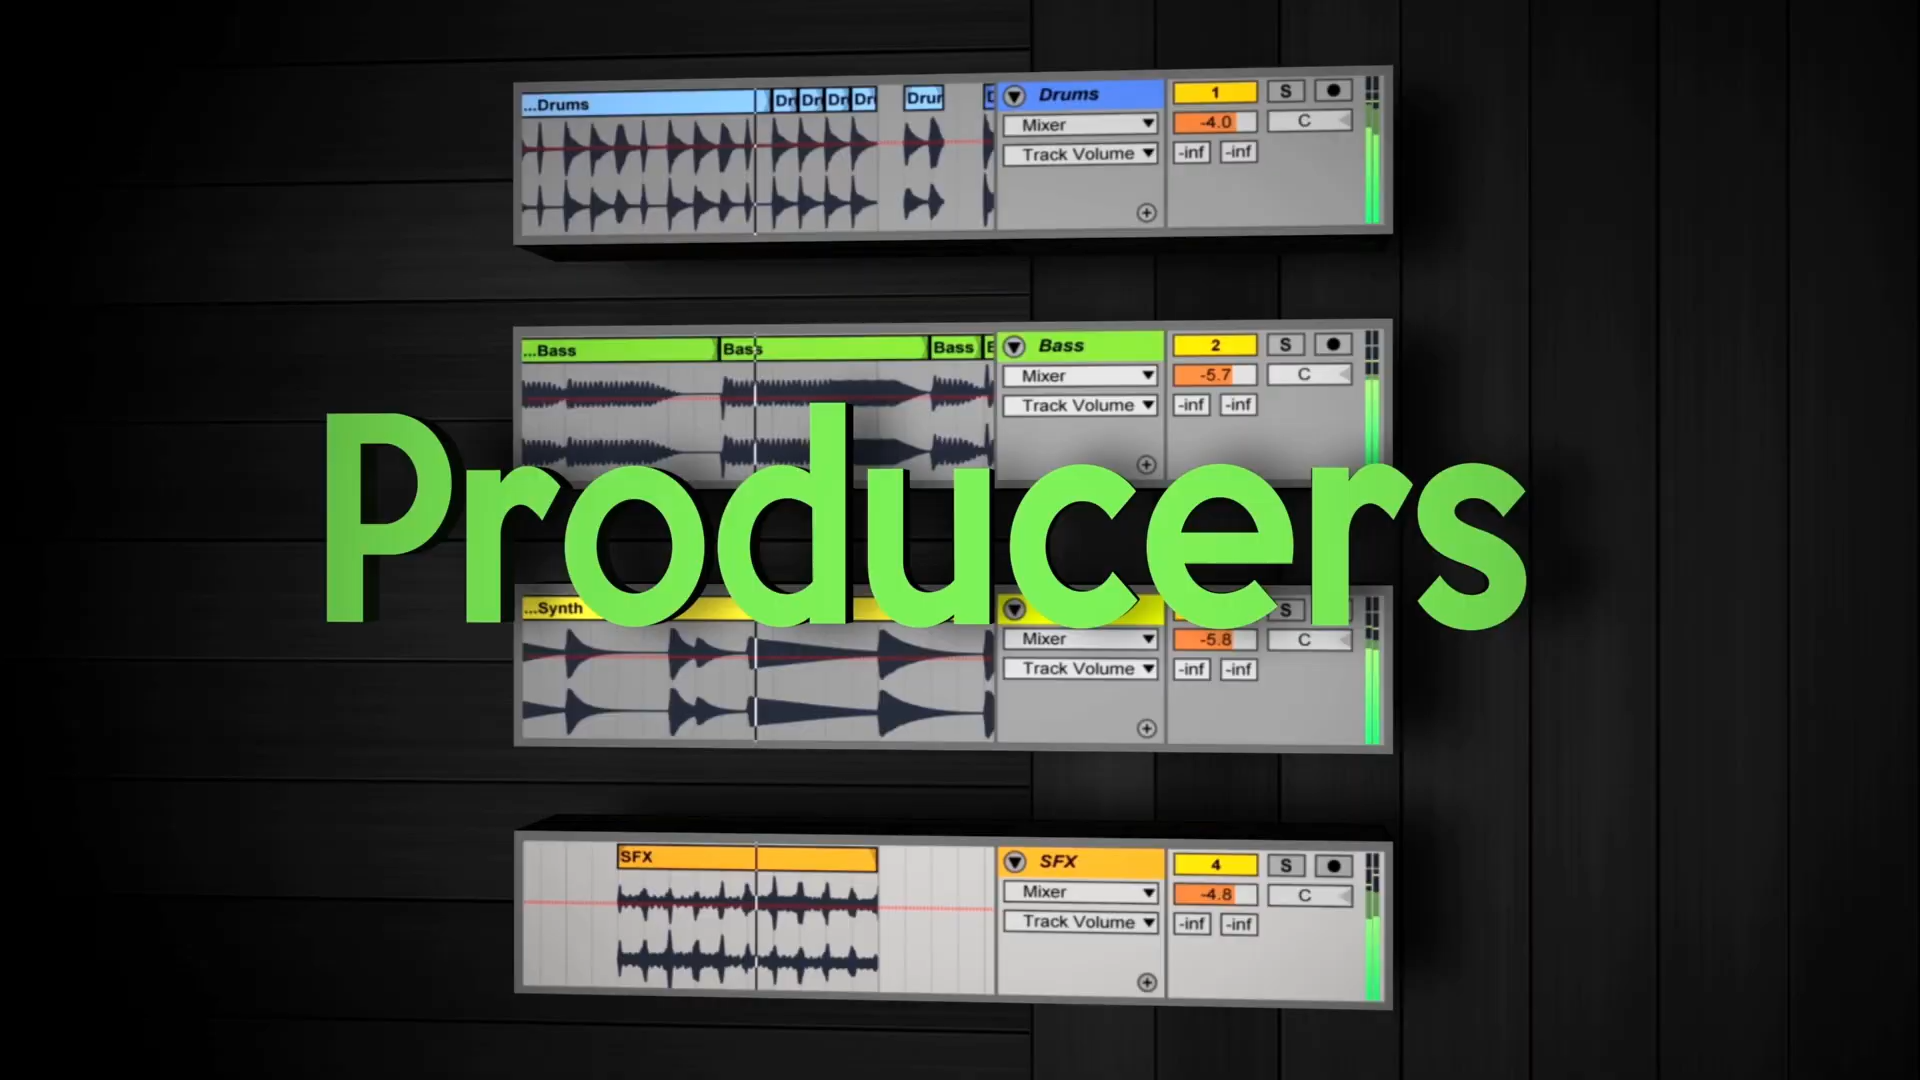 ...Drums Dr Dr Dr Dri Drur Drums 1 S
Mixer -4.0 C
Track Volume -inf -inf
...Bass Bass Bass Bass 2 S
Mixer -5.7 C
Track Volume -inf -inf
Producers
...Synth S
Mixer -5.8 C
Track Volume -inf -inf
SFX SFX 4 S
Mixer -4.8 C
Track Volume -inf -inf